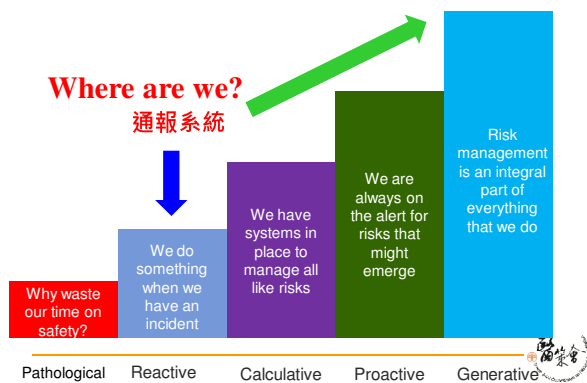 Where are we?
通報系統
Why waste
our time on
safety?
We do
something
when we
have an
incident
We have
systems in
place to
manage all
like risks
We are
always on
the alert for
risks that
might
emerge
Risk
management
is an integral
part of
everything
that we do
Pathological
Reactive
Calculative
Proactive
Generative
醫策會